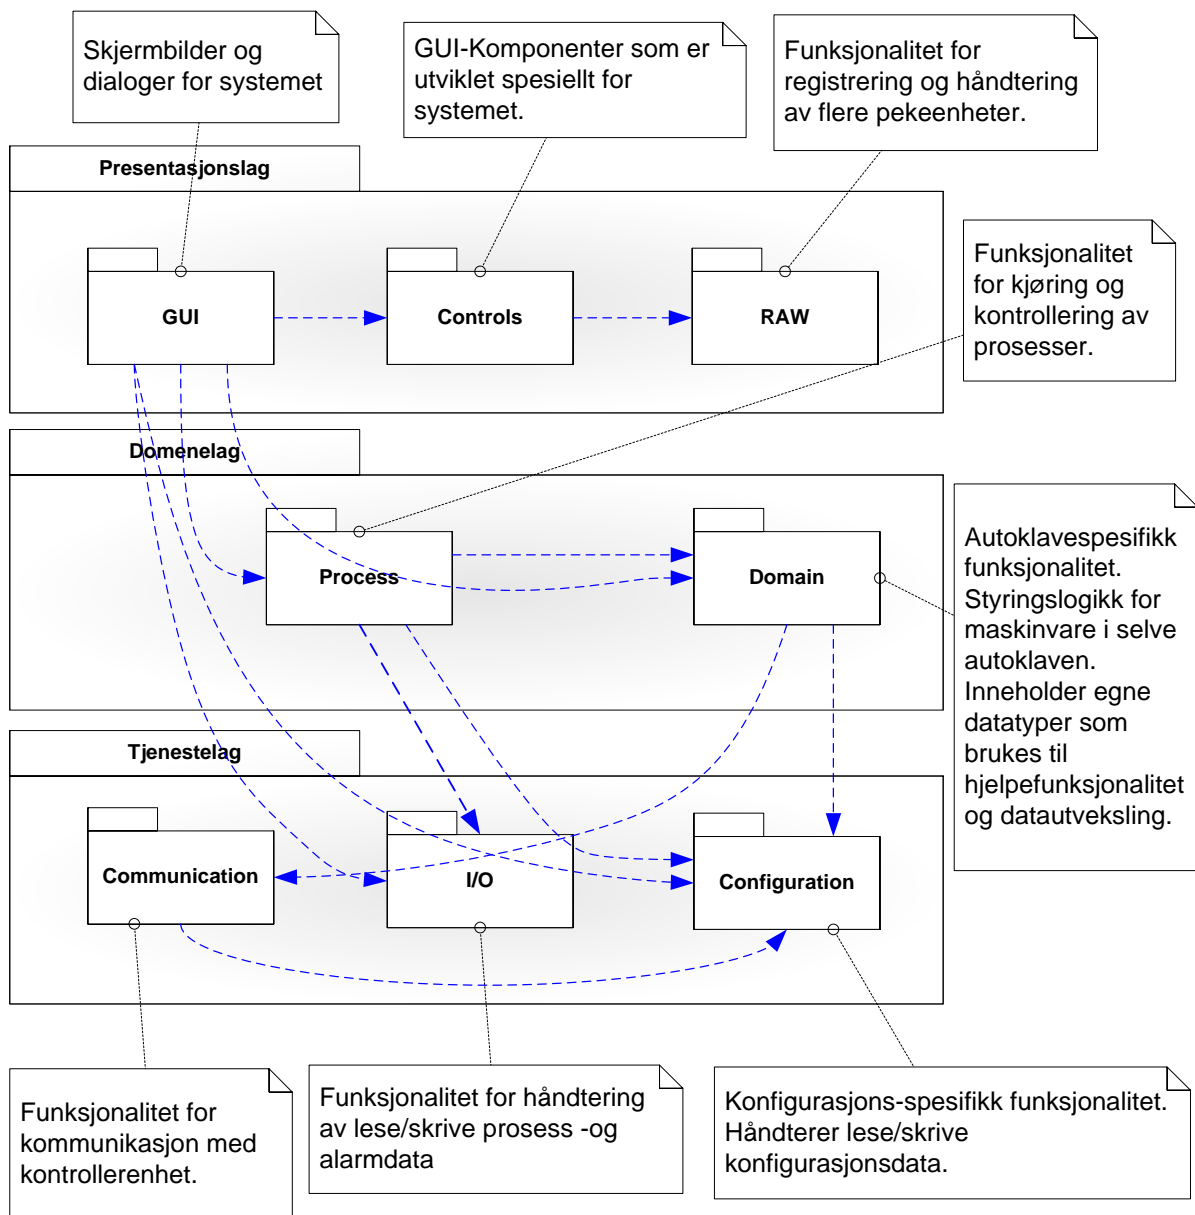 Skjermbilder og
dialoger for systemet
GUI-Komponenter som er
utviklet spesiellt for
systemet.
Funksjonalitet for
registrering og håndtering
av flere pekeenheter.
Presentasjonslag
GUI
Controls
RAW
Funksjonalitet
for kjøring og
kontrollering av
prosesser.
Domenelag
Process
Domain
Autoklavespesifikk
funksjonalitet.
Styringslogikk for
maskinvare i selve
autoklaven.
Inneholder egne
datatyper som
brukes til
hjelpefunksjonalitet
og datautveksling.
Tjenestelag
Communication
I/O
Configuration
Funksjonalitet for
kommunikasjon med
kontrollerenhet.
Funksjonalitet for håndtering
av lese/skrive prosess -og
alarmdata
Konfigurasjons-spesifikk funksjonalitet.
Håndterer lese/skrive
konfigurasjonsdata.